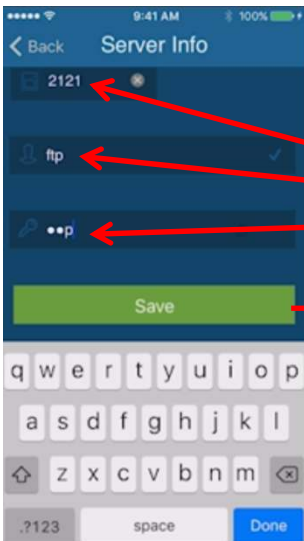 9:41 AM 100%
Back Server Info
2121
ftp
••p
Save
q w e r t y u i o p
a s d f g h j k l
z x c v b n m
.?123 space Done